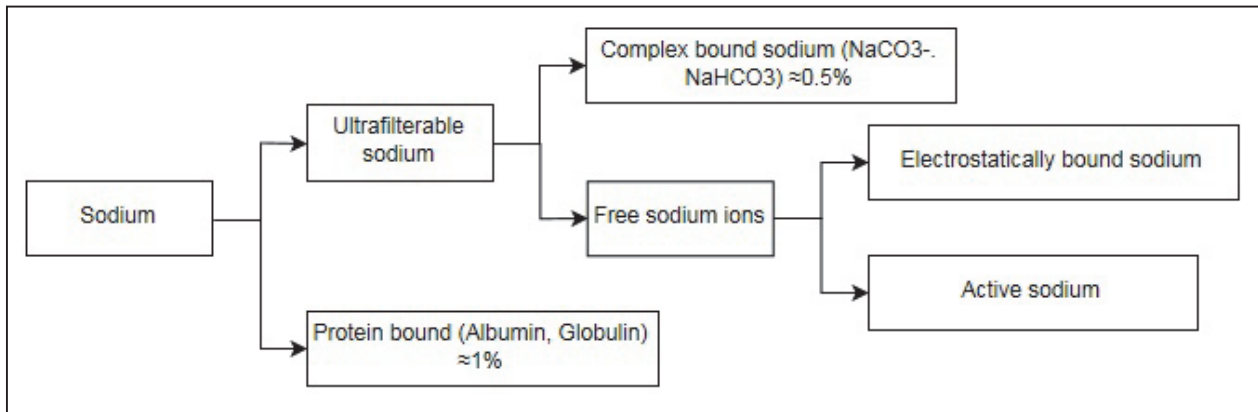 Complex bound sodium (NaCO3-.
NaHCO3) ≈0.5%
Ultrafilterable
sodium
Electrostatically bound sodium
Sodium
Free sodium ions
Active sodium
Protein bound (Albumin, Globulin)
≈1%